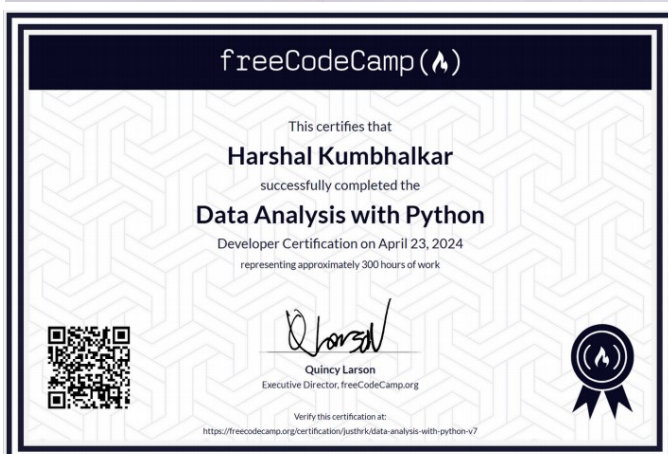 freeCodeCamp(🔥)
This certifies that
Harshal Kumbhalkar
successfully completed the
Data Analysis with Python
Developer Certification on April 23, 2024
representing approximately 300 hours of work
QLarson
Quincy Larson
Executive Director, freeCodeCamp.org
Verify this certification at:
https://freecodecamp.org/certification/justhrk/data-analysis-with-python-v7